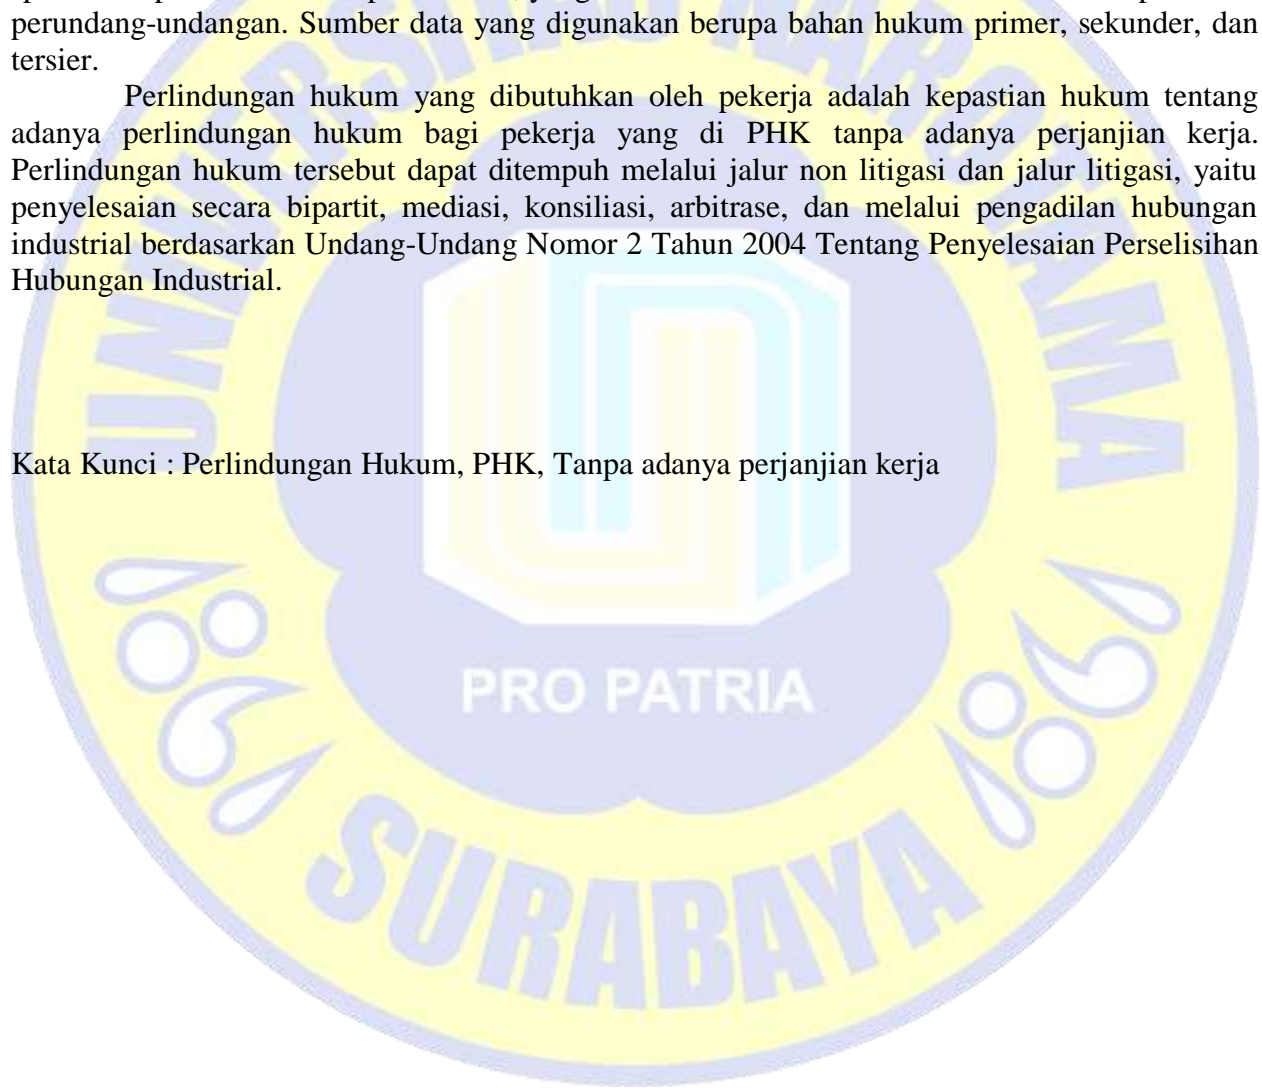 perundang-undangan. Sumber data yang digunakan berupa bahan hukum primer, sekunder, dan
tersier.
Perlindungan hukum yang dibutuhkan oleh pekerja adalah kepastian hukum tentang
adanya perlindungan hukum bagi pekerja yang di PHK tanpa adanya perjanjian kerja.
Perlindungan hukum tersebut dapat ditempuh melalui jalur non litigasi dan jalur litigasi, yaitu
penyelesaian secara bipartit, mediasi, konsiliasi, arbitrase, dan melalui pengadilan hubungan
industrial berdasarkan Undang-Undang Nomor 2 Tahun 2004 Tentang Penyelesaian Perselisihan
Hubungan Industrial.
Kata Kunci : Perlindungan Hukum, PHK, Tanpa adanya perjanjian kerja
PRO PATRIA
SURABAYA